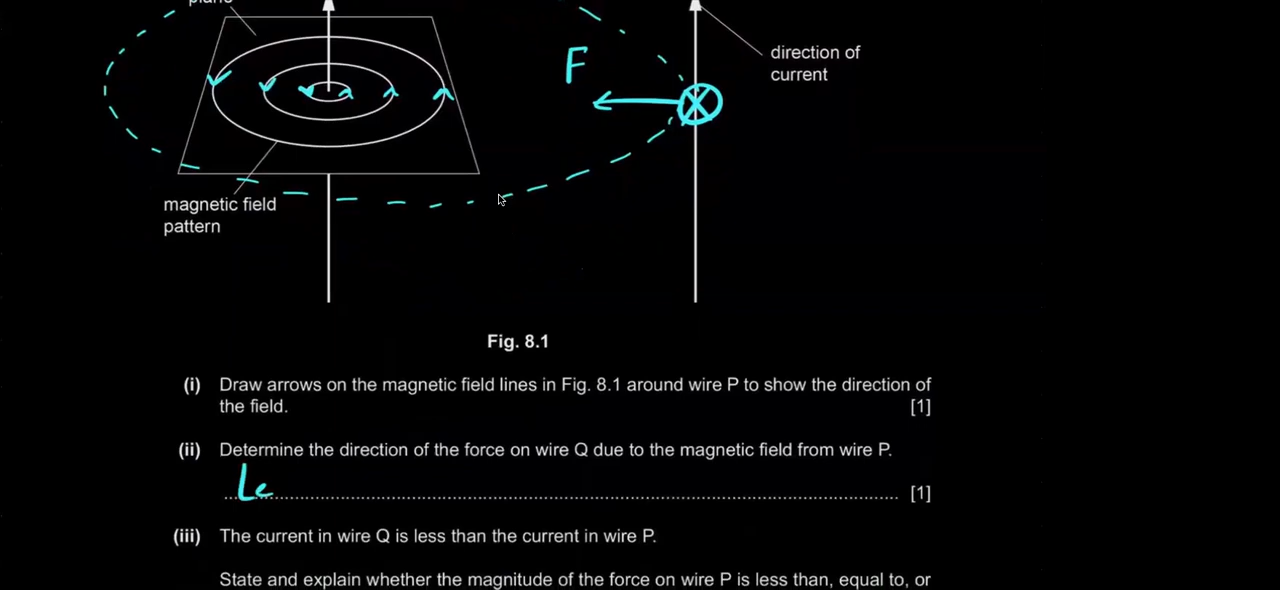 plane
direction of
current
F
magnetic field
pattern
Fig. 8.1
(i) Draw arrows on the magnetic field lines in Fig. 8.1 around wire P to show the direction of
the field. [1]
(ii) Determine the direction of the force on wire Q due to the magnetic field from wire P.
Le [1]
(iii) The current in wire Q is less than the current in wire P.
State and explain whether the magnitude of the force on wire P is less than, equal to, or